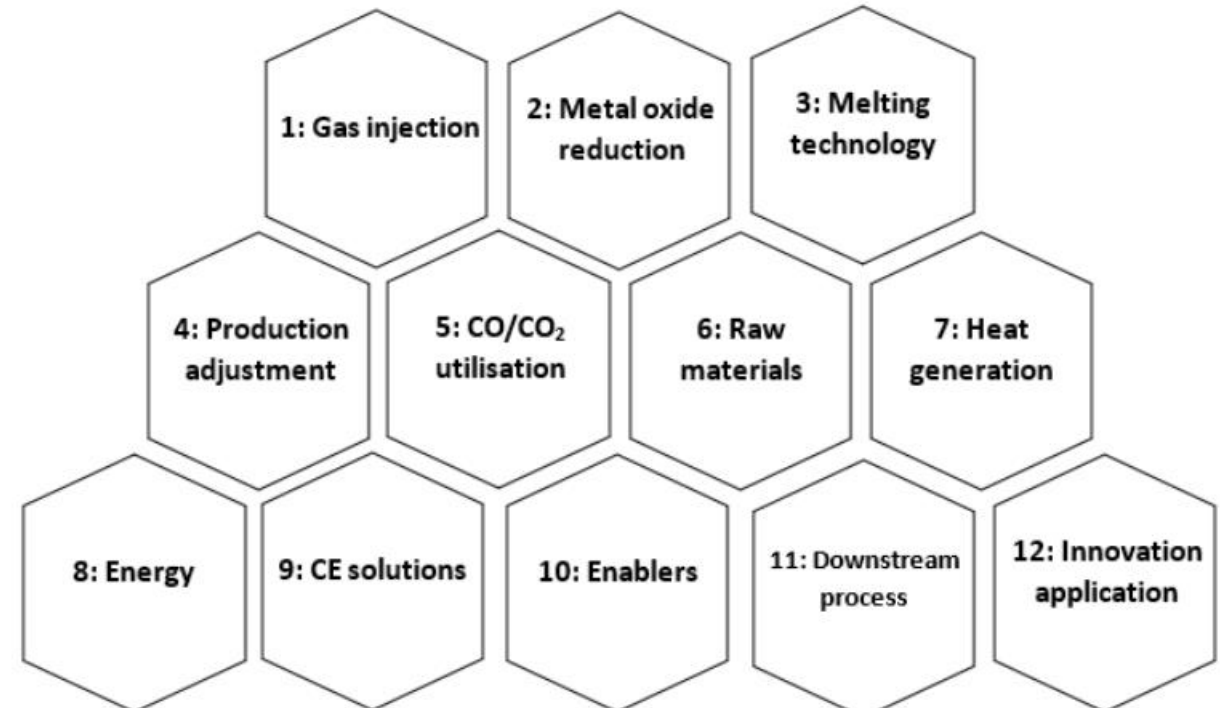 1: Gas injection
2: Metal oxide
reduction
3: Melting
technology
4: Production
adjustment
5: CO/CO₂
utilisation
6: Raw
materials
7: Heat
generation
8: Energy
9: CE solutions
10: Enablers
11: Downstream
process
12: Innovation
application